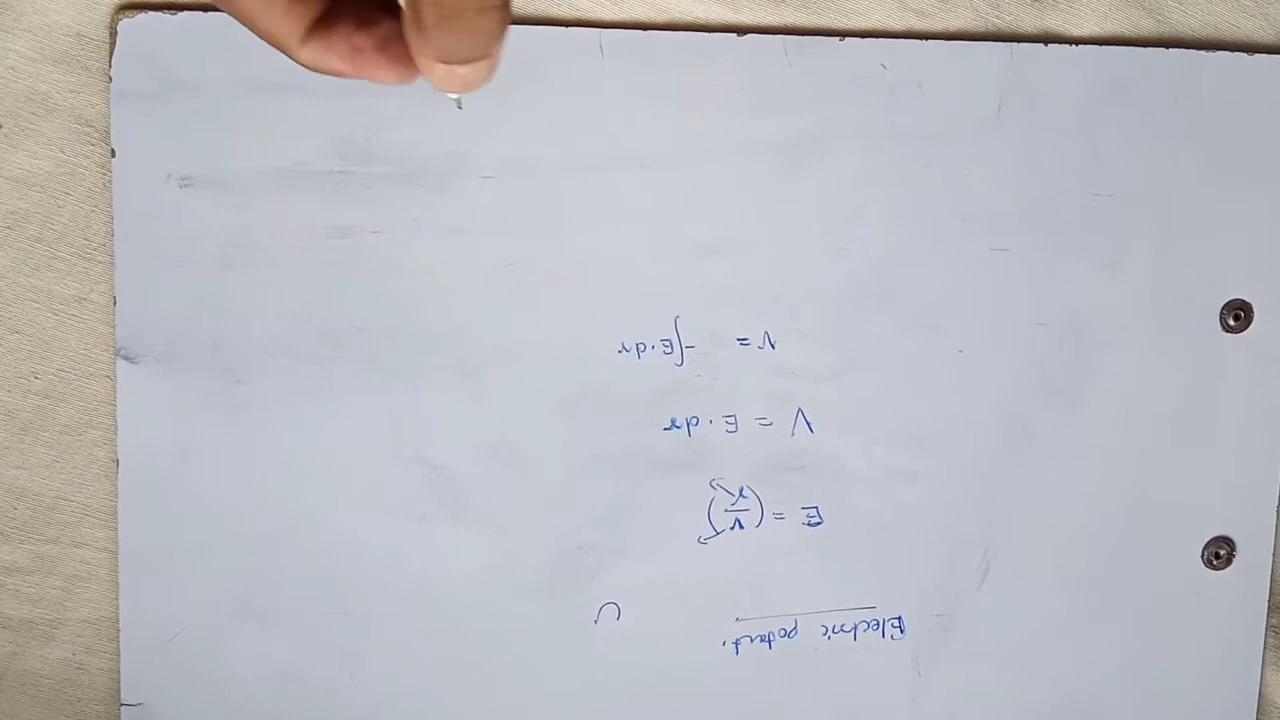 Electric potent.
E = (V/r)
V = E.dr
V = -∫E.dr